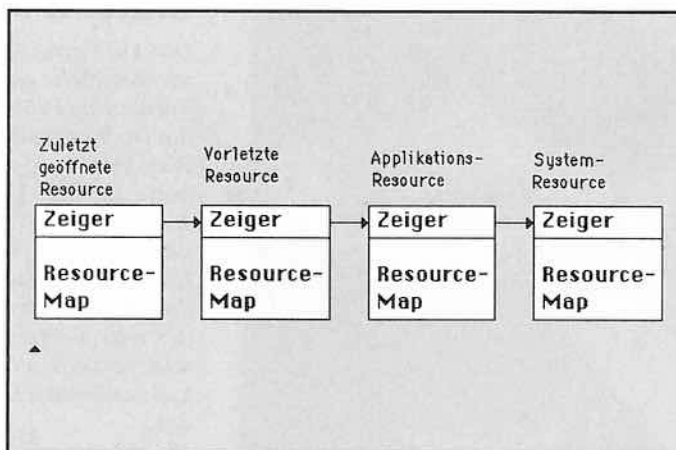 Zuletzt
geöffnete
Resource
Vorletzte
Resource
Applikations-
Resource
System-
Resource
Zeiger
Zeiger
Zeiger
Zeiger
Resource-
Map
Resource-
Map
Resource-
Map
Resource-
Map